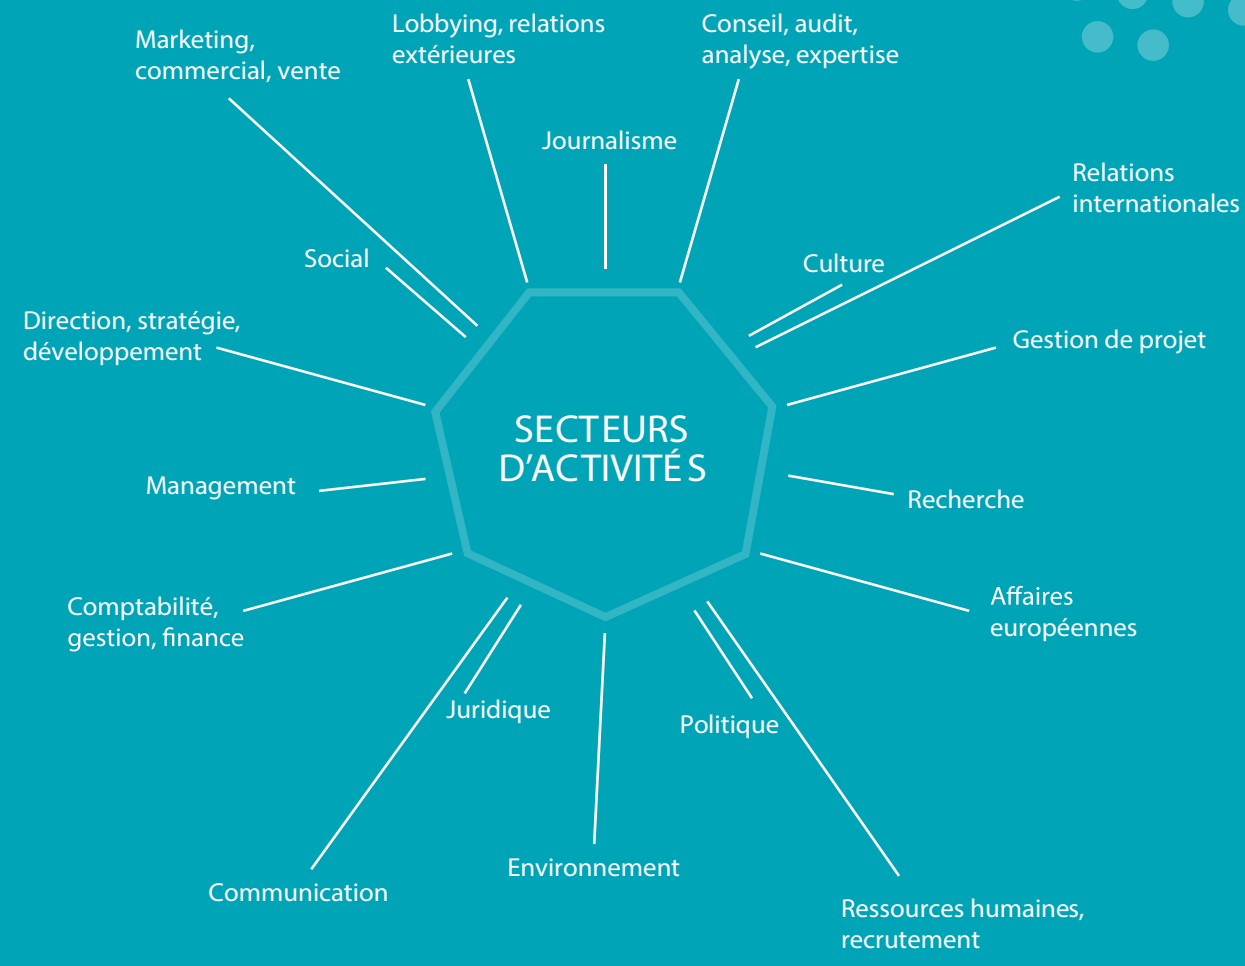 Lobbying, relations
extérieures
Conseil, audit,
analyse, expertise
Marketing,
commercial, vente
Journalisme
Relations
internationales
Social
Culture
Direction, stratégie,
développement
Gestion de projet
SECTEURS
D'ACTIVITÉS
Management
Recherche
Comptabilité,
gestion, finance
Affaires
européennes
Juridique
Politique
Environnement
Communication
Ressources humaines,
recrutement